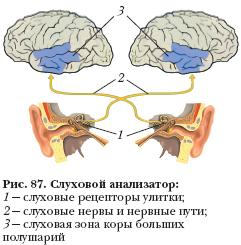 3
2
1
Рис. 87. Слуховой анализатор:
1 – слуховые рецепторы улитки;
2 – слуховые нервы и нервные пути;
3 – слуховая зона коры больших
полушарий